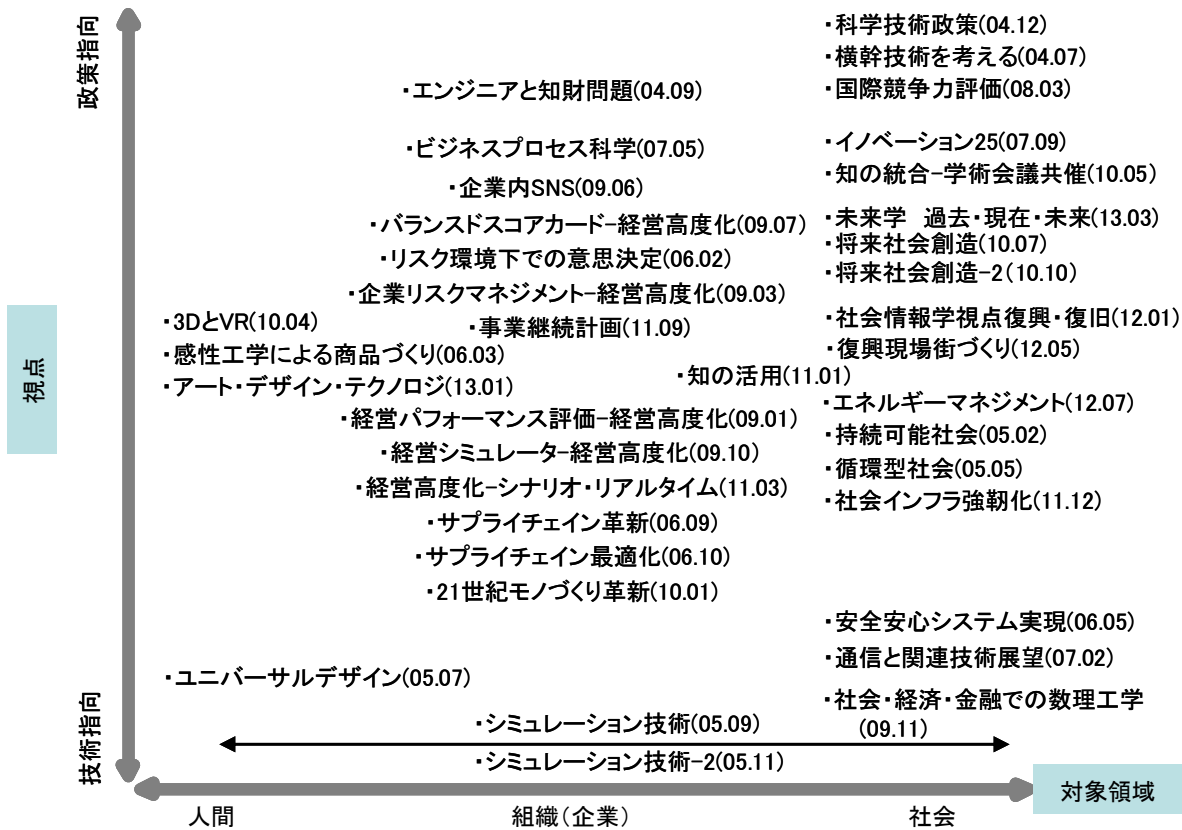 政策指向
・科学技術政策(04.12)
・横幹技術を考える(04.07)
・エンジニアと知財問題(04.09)
・国際競争力評価(08.03)
・ビジネスプロセス科学(07.05)
・イノベーション25(07.09)
・企業内SNS(09.06)
・知の統合-学術会議共催(10.05)
・バランスドスコアカード-経営高度化(09.07)
・未来学　過去・現在・未来(13.03)
・リスク環境下での意思決定(06.02)
・将来社会創造(10.07)
・将来社会創造-2(10.10)
・企業リスクマネジメント-経営高度化(09.03)
・3DとVR(10.04)
・事業継続計画(11.09)
・社会情報学視点復興・復旧(12.01)
視点
・感性工学による商品づくり(06.03)
・復興現場街づくり(12.05)
・アート・デザイン・テクノロジ(13.01)
・知の活用(11.01)
・エネルギーマネジメント(12.07)
・経営パフォーマンス評価-経営高度化(09.01)
・持続可能社会(05.02)
・経営シミュレータ-経営高度化(09.10)
・循環型社会(05.05)
・経営高度化-シナリオ・リアルタイム(11.03)
・社会インフラ強靭化(11.12)
・サプライチェイン革新(06.09)
・サプライチェイン最適化(06.10)
・21世紀モノづくり革新(10.01)
・安全安心システム実現(06.05)
・通信と関連技術展望(07.02)
・ユニバーサルデザイン(05.07)
技術指向
・社会・経済・金融での数理工学
(09.11)
・シミュレーション技術(05.09)
・シミュレーション技術-2(05.11)
対象領域
人間
組織（企業）
社会